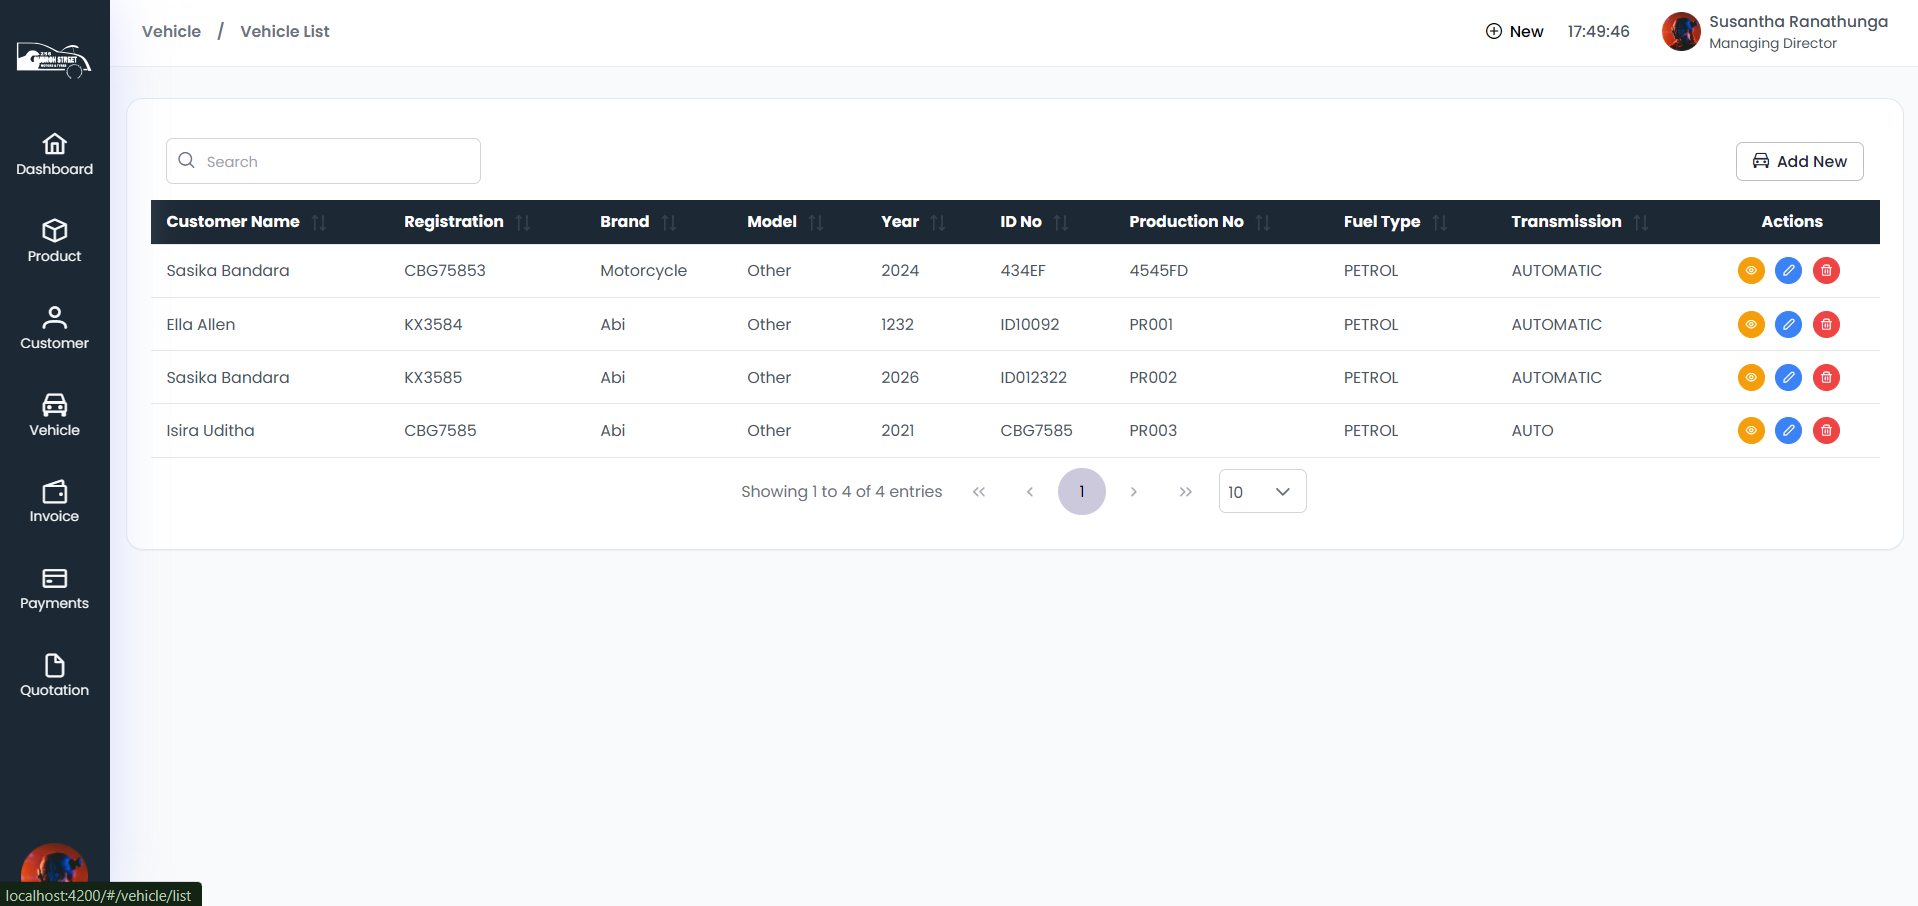 Vehicle / Vehicle List
New 17:49:46 Susantha Ranathunga
Managing Director
Dashboard
Product
Customer
Vehicle
Invoice
Payments
Quotation
Search
Add New
Customer Name Registration Brand Model Year ID No Production No Fuel Type Transmission Actions
Sasika Bandara CBG75853 Motorcycle Other 2024 434EF 4545FD PETROL AUTOMATIC
Ella Allen KX3584 Abi Other 1232 ID10092 PR001 PETROL AUTOMATIC
Sasika Bandara KX3585 Abi Other 2026 ID012322 PR002 PETROL AUTOMATIC
Isira Uditha CBG7585 Abi Other 2021 CBG7585 PR003 PETROL AUTO
Showing 1 to 4 of 4 entries « ‹ 1 › » 10
localhost:4200/#/vehicle/list